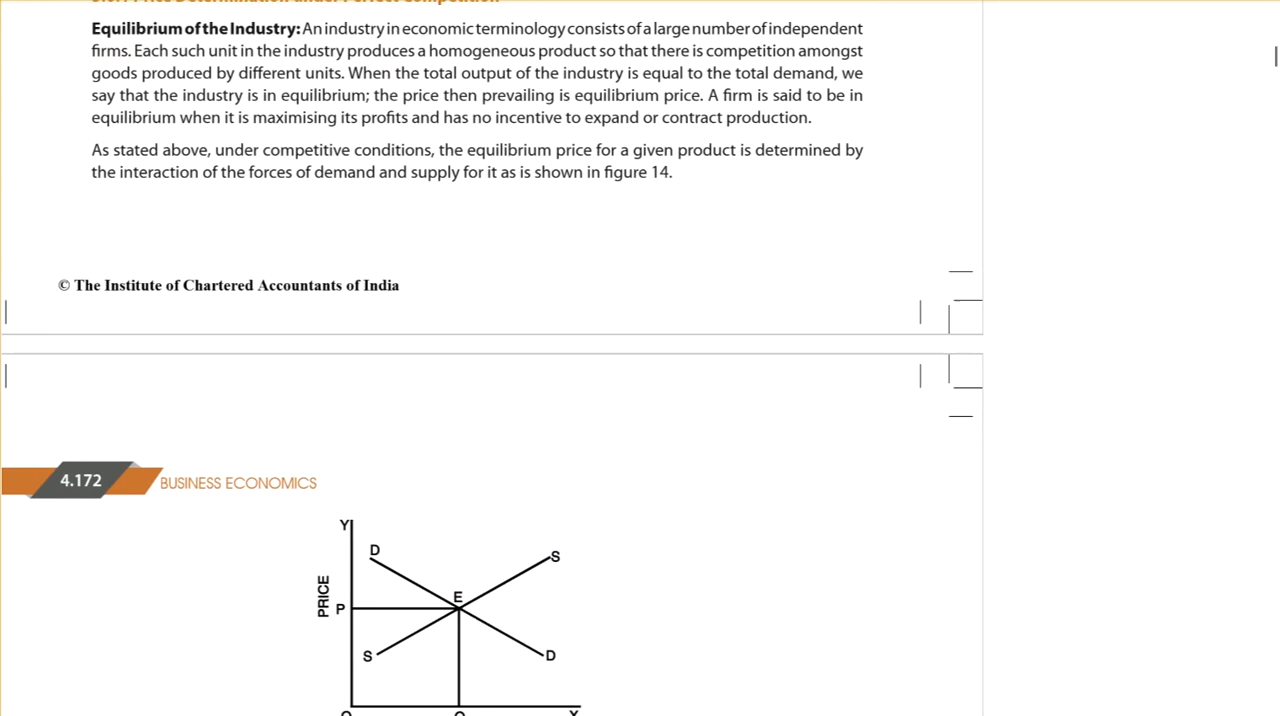 Equilibrium of the Industry: An industry in economic terminology consists of a large number of independent
firms. Each such unit in the industry produces a homogeneous product so that there is competition amongst
goods produced by different units. When the total output of the industry is equal to the total demand, we
say that the industry is in equilibrium; the price then prevailing is equilibrium price. A firm is said to be in
equilibrium when it is maximising its profits and has no incentive to expand or contract production.
As stated above, under competitive conditions, the equilibrium price for a given product is determined by
the interaction of the forces of demand and supply for it as is shown in figure 14.
© The Institute of Chartered Accountants of India
4.172
BUSINESS ECONOMICS
Y
D
S
PRICE
E
P
S
D
X